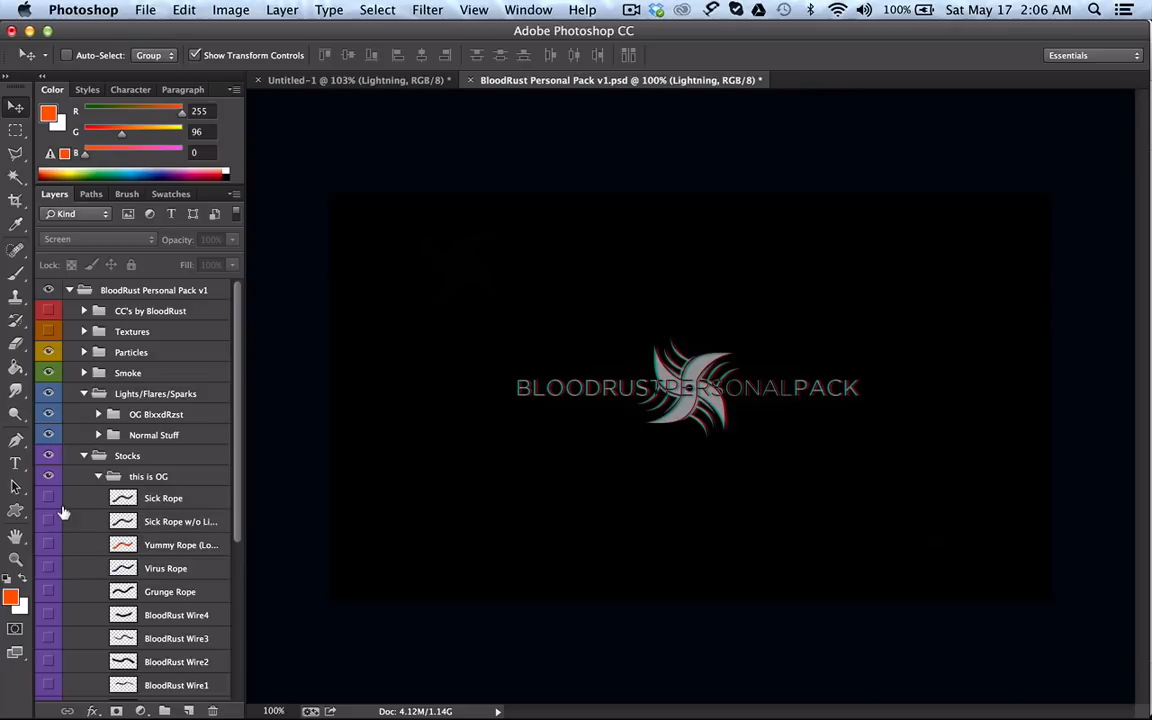 Photoshop File Edit Image Layer Type Select Filter View Window Help 100% Sat May 17 2:06 AM
Adobe Photoshop CC
Auto-Select: Group Show Transform Controls Essentials
Color Styles Character Paragraph
Untitled-1 @ 103% (Lightning, RGB/8) *
BloodRust Personal Pack v1.psd @ 100% (Lightning, RGB/8) *
R 255
G 96
B 0
Layers Paths Brush Swatches
Kind
Screen Opacity: 100%
Lock: Fill: 100%
BloodRust Personal Pack v1
CC's by BloodRust
Textures
Particles
Smoke
Lights/Flares/Sparks
OG BlxxdRzst
Normal Stuff
Stocks
this is OG
Sick Rope
Sick Rope w/o Li...
Yummy Rope (Lo...
Virus Rope
Grunge Rope
BloodRust Wire4
BloodRust Wire3
BloodRust Wire2
BloodRust Wire1
BLOODRUSTPERSONALPACK
100% Doc: 4.12M/1.14G